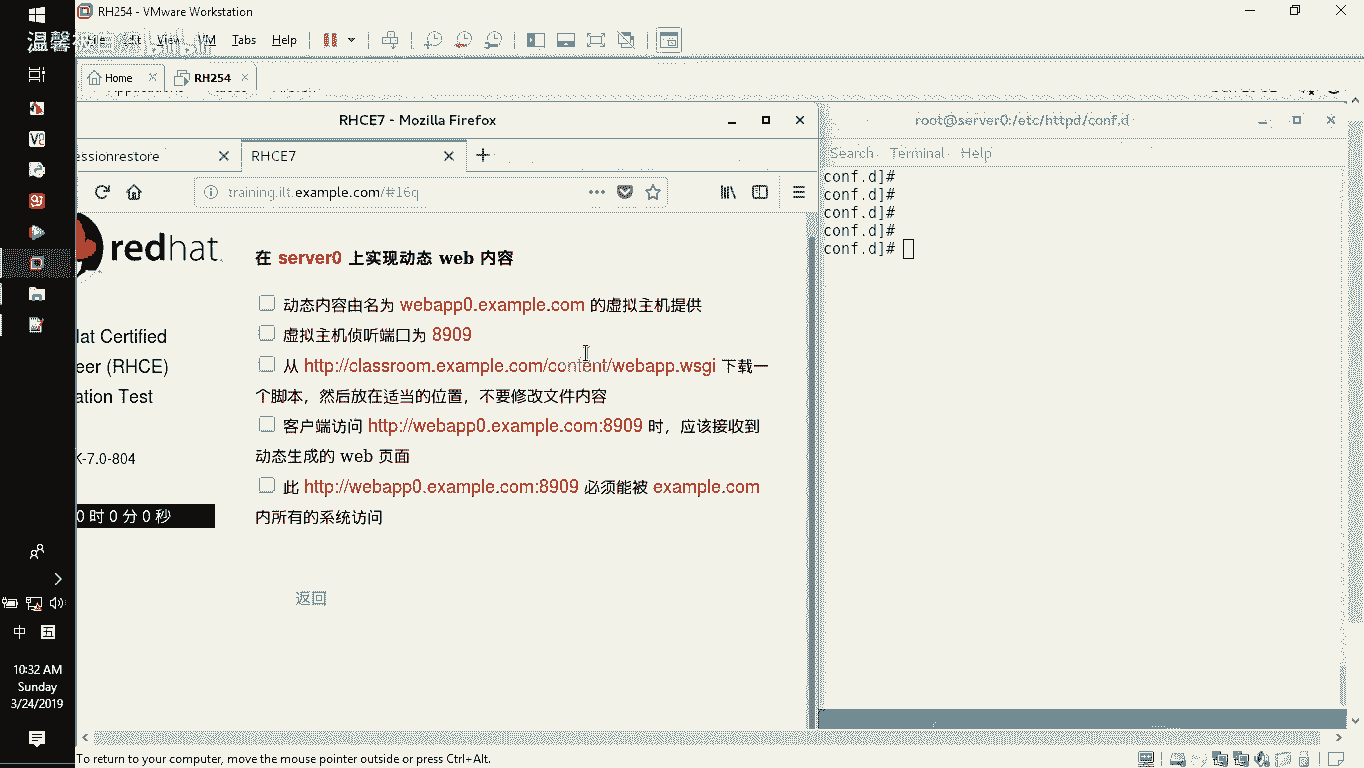 RH254 - VMware Workstation
VM Tabs Help
Home RH254
RHCE7 - Mozilla Firefox
root@server0:/etc/httpd/conf.d
essionrestore
RHCE7
Search Terminal Help
training.ilt.example.com/#16q
conf.d]#
conf.d]#
conf.d]#
conf.d]#
conf.d]#
redhat.
在 server0 上实现动态 web 内容
动态内容由名为 webapp0.example.com 的虚拟主机提供
虚拟主机侦听端口为 8909
从 http://classroom.example.com/content/webapp.wsgi 下载一
个脚本，然后放在适当的位置，不要修改文件内容
客户端访问 http://webapp0.example.com:8909 时，应该接收到
动态生成的 web 页面
此 http://webapp0.example.com:8909 必须能被 example.com
内所有的系统访问
返回
lat Certified
eer (RHCE)
ation Test
K-7.0-804
0 时 0 分 0 秒
中 五
10:32 AM
Sunday
3/24/2019
To return to your computer, move the mouse pointer outside or press Ctrl+Alt.